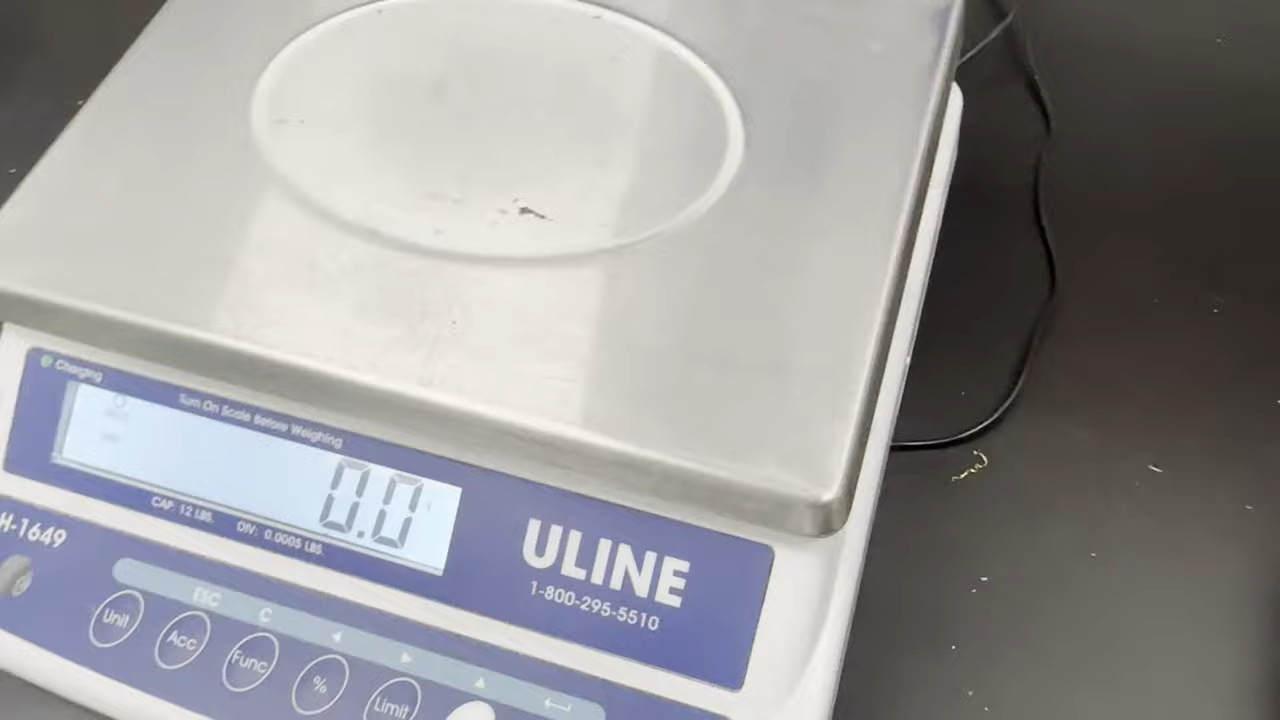 Charging
Turn On Scale Before Weighing
0.0
CAP: 12 LBS. DIV: 0.0005 LBS.
H-1649
ULINE
1-800-295-5510
ESC C ◄ ► ▲ ↵
Unit Acc Func % Limit